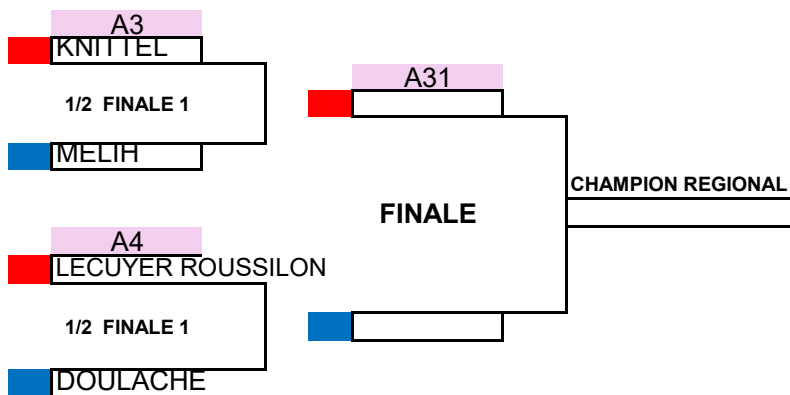 A3
KNITTEL
1/2 FINALE 1
MELIH
A4
LECUYER ROUSSILON
1/2 FINALE 1
DOULACHE
A31
FINALE
CHAMPION REGIONAL